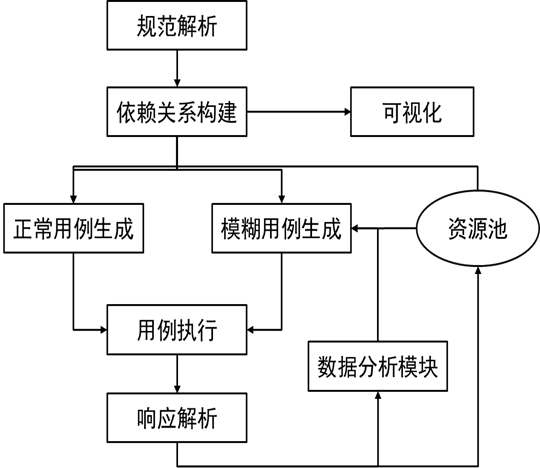 规范解析
依赖关系构建
可视化
正常用例生成
模糊用例生成
资源池
用例执行
数据分析模块
响应解析